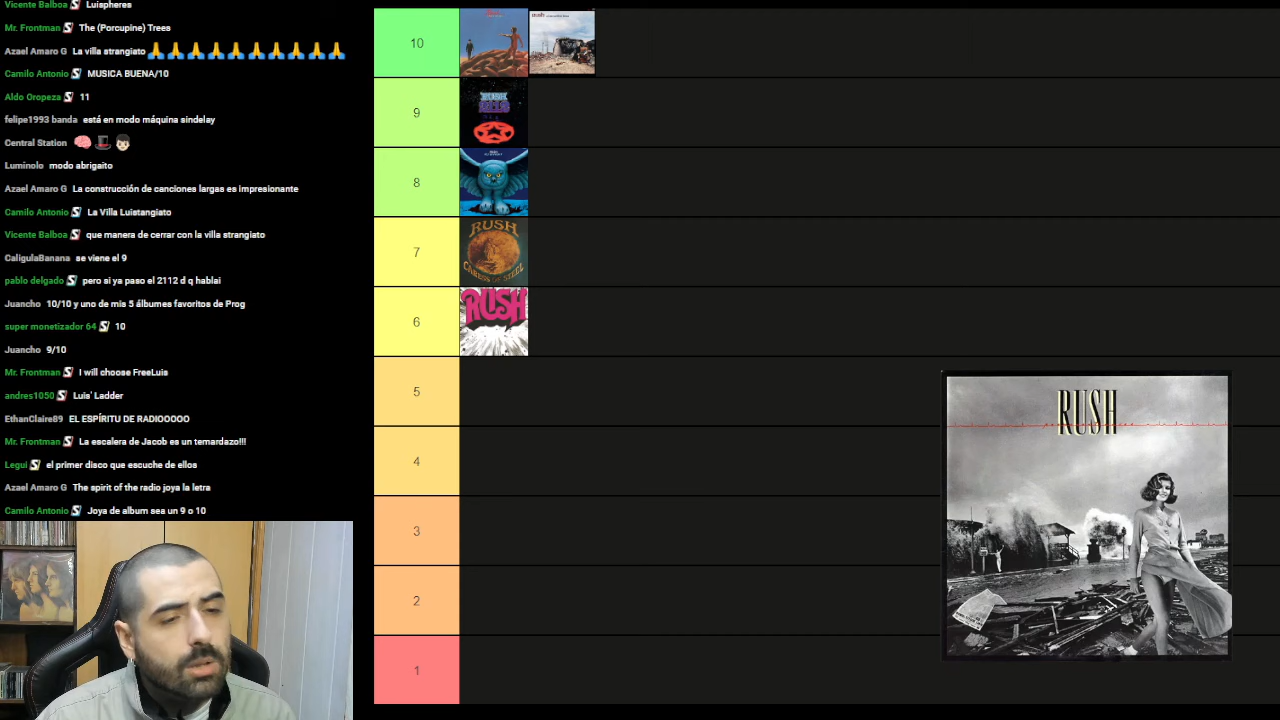 Vicente Balboa Luispheres
Mr. Frontman The (Porcupine) Trees
Azael Amaro G La villa strangiato 🙏🙏🙏🙏🙏🙏🙏🙏🙏🙏
Camilo Antonio MUSICA BUENA/10
Aldo Oropeza 11
felipe1993 banda está en modo máquina sindelay
Central Station 🧠🎩👦🏻
Lumínolo modo abrigaito
Azael Amaro G La construcción de canciones largas es impresionante
Camilo Antonio La Villa Luistangiato
Vicente Balboa que manera de cerrar con la villa strangiato
CaligulaBanana se viene el 9
pablo delgado pero si ya paso el 2112 d q hablai
Juancho 10/10 y uno de mis 5 álbumes favoritos de Prog
super monetizador 64 10
Juancho 9/10
Mr. Frontman I will choose FreeLuis
andres1050 Luis' Ladder
EthanClaire89 EL ESPÍRITU DE RADIOOOOO
Mr. Frontman La escalera de Jacob es un temardazo!!!
Legui el primer disco que escuche de ellos
Azael Amaro G The spirit of the radio joya la letra
Camilo Antonio Joya de album sea un 9 o 10
10
9
RUSH
2112
8
7
RUSH
CARESS OF STEEL
6
RUSH
5
4
3
2
1
RUSH